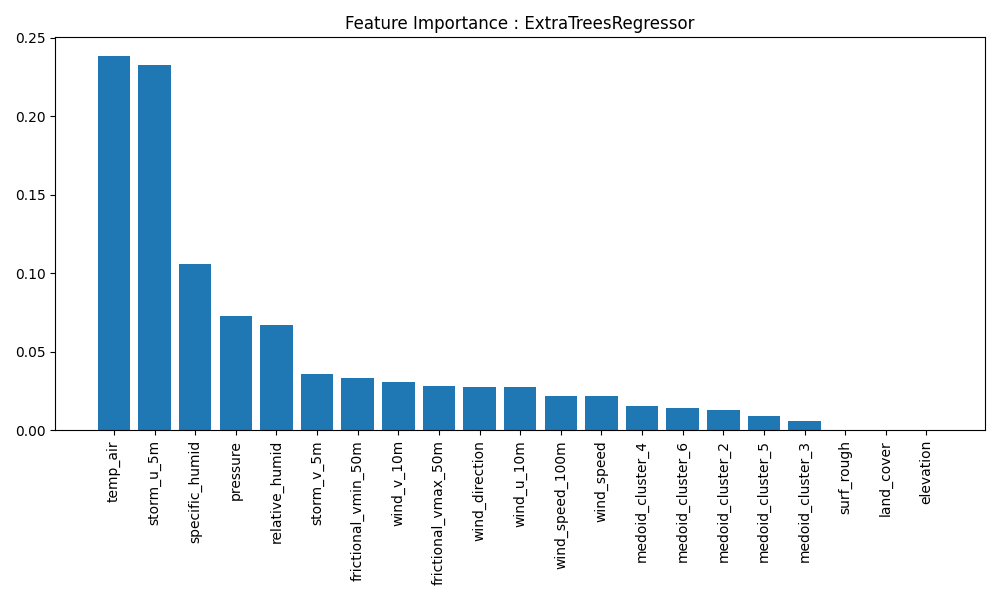 Feature Importance : ExtraTreesRegressor
0.25
0.20
0.15
0.10
0.05
0.00
temp_air
storm_u_5m
specific_humid
pressure
relative_humid
storm_v_5m
frictional_vmin_50m
wind_v_10m
frictional_vmax_50m
wind_direction
wind_u_10m
wind_speed_100m
wind_speed
medoid_cluster_4
medoid_cluster_6
medoid_cluster_2
medoid_cluster_5
medoid_cluster_3
surf_rough
land_cover
elevation